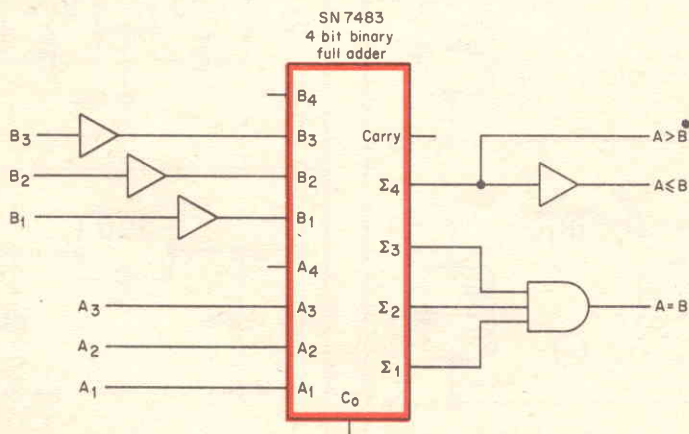 SN 7483
4 bit binary
full adder
B4
B3
B3
Carry
A>B
B2
B2
Σ4
A≤B
B1
B1
A4
Σ3
A3
A3
Σ2
A=B
A2
A2
Σ1
A1
A1
Co